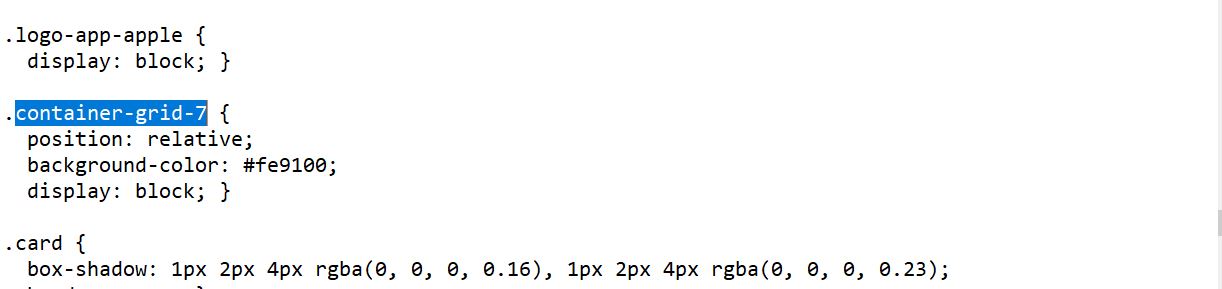 .logo-app-apple {
display: block; }
.container-grid-7 {
position: relative;
background-color: #fe9100;
display: block; }
.card {
box-shadow: 1px 2px 4px rgba(0, 0, 0, 0.16), 1px 2px 4px rgba(0, 0, 0, 0.23);